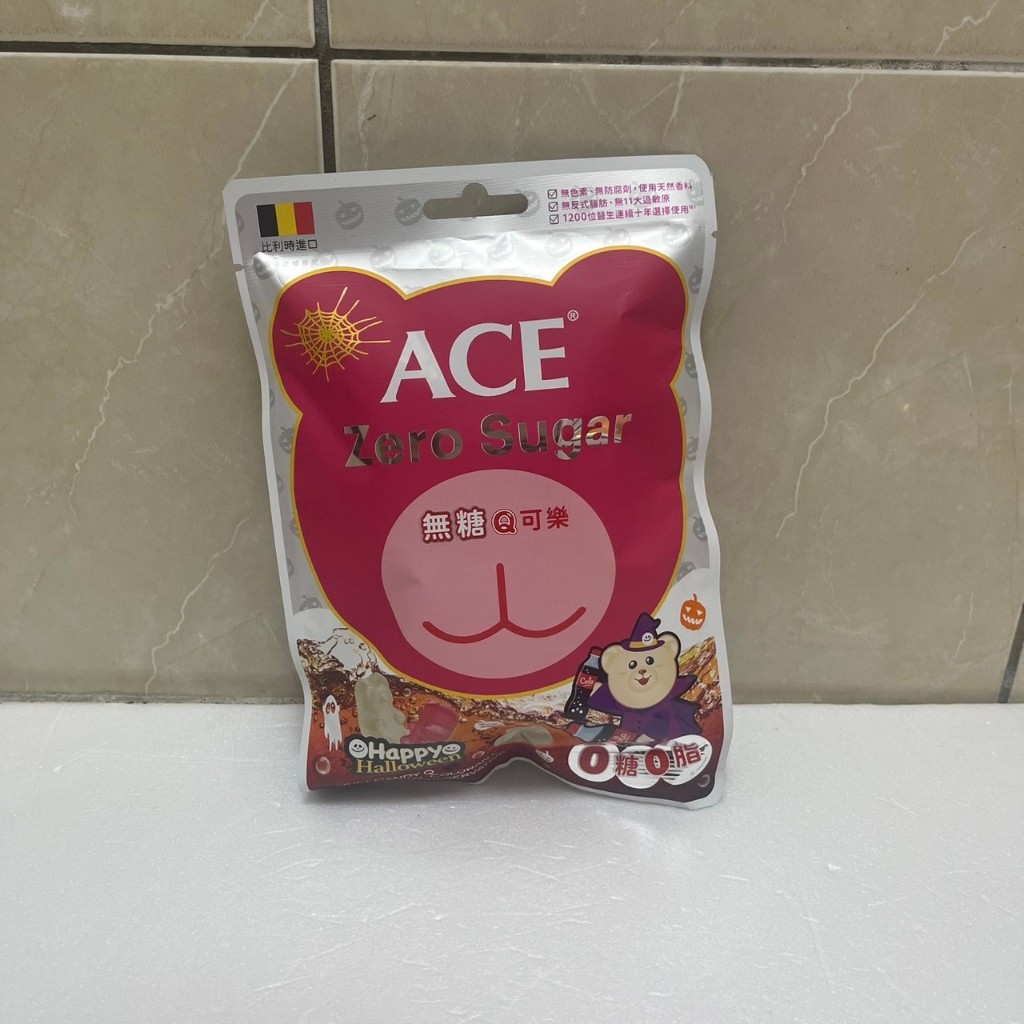 比利時進口
☑ 無色素、無防腐劑，使用天然香料
☑ 無反式脂肪、無11大過敏原
☑ 1200位醫生連續十年選擇使用
ACE®
Zero Sugar
無糖Q可樂
Cola
Happy
Halloween
0糖0脂